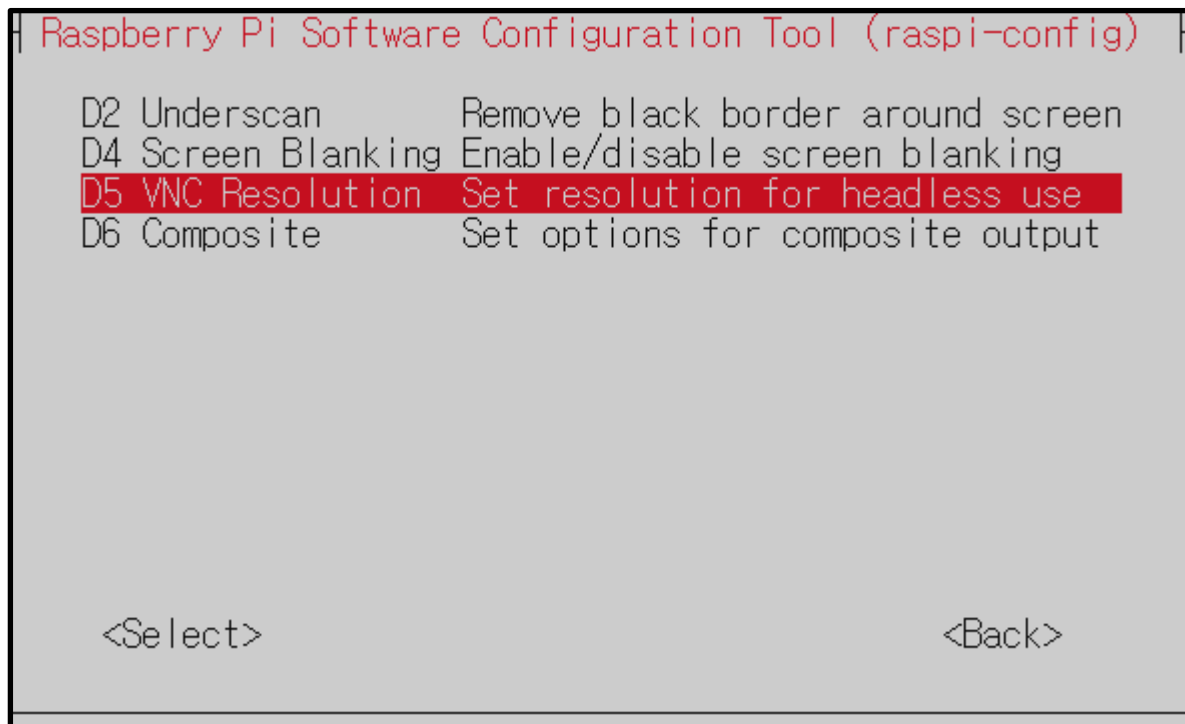 Raspberry Pi Software Configuration Tool (raspi-config)
D2 Underscan Remove black border around screen
D4 Screen Blanking Enable/disable screen blanking
D5 VNC Resolution Set resolution for headless use
D6 Composite Set options for composite output
<Select> <Back>